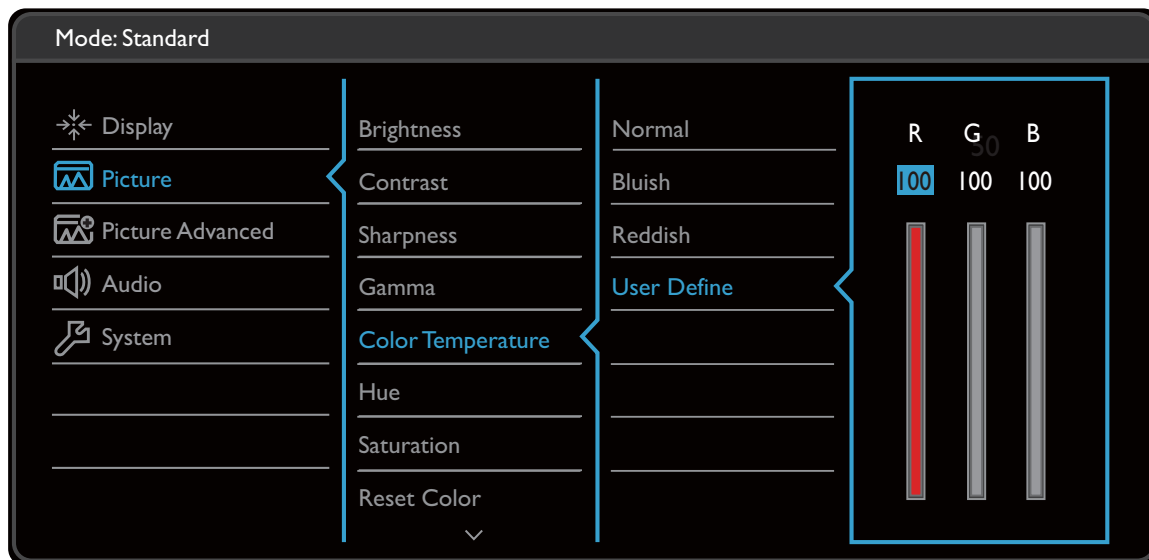 Mode: Standard
Display
Picture
Picture Advanced
Audio
System
Brightness
Contrast
Sharpness
Gamma
Color Temperature
Hue
Saturation
Reset Color
Normal
Bluish
Reddish
User Define
R G B
50
100 100 100